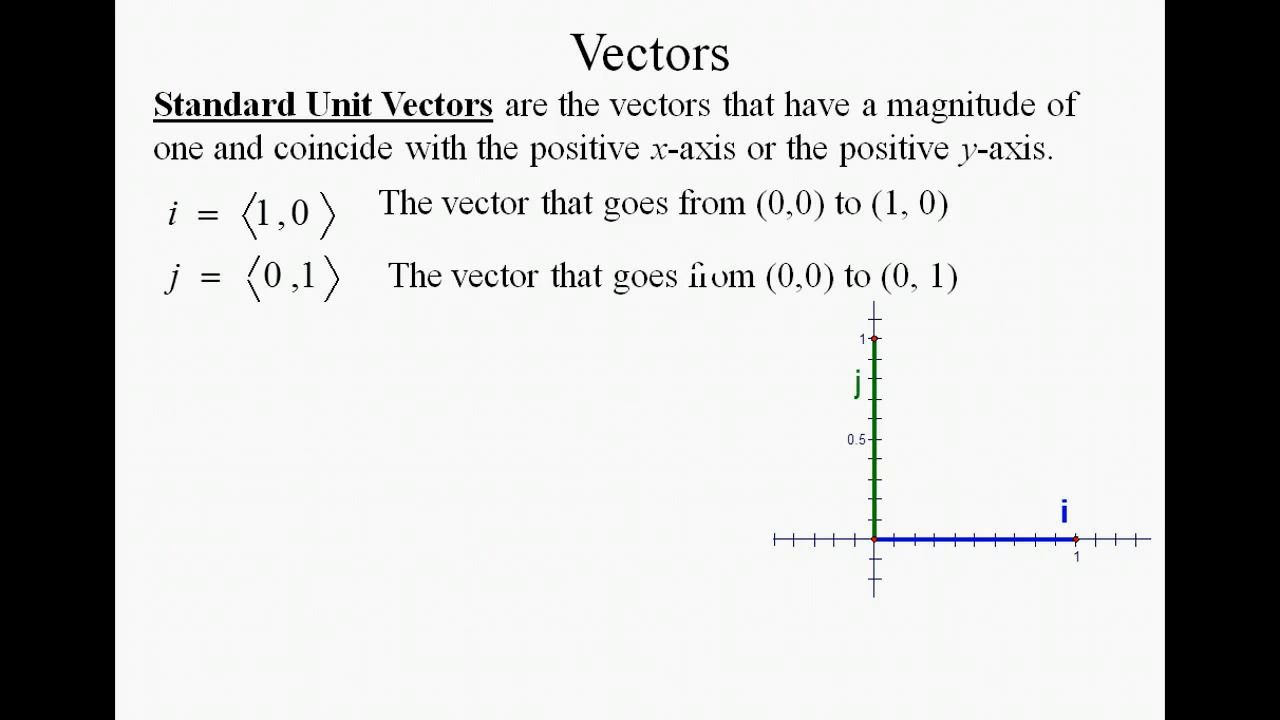 Vectors
Standard Unit Vectors are the vectors that have a magnitude of
one and coincide with the positive x-axis or the positive y-axis.
i = ⟨1,0⟩ The vector that goes from (0,0) to (1, 0)
j = ⟨0,1⟩ The vector that goes from (0,0) to (0, 1)
1
j
0.5
i
1